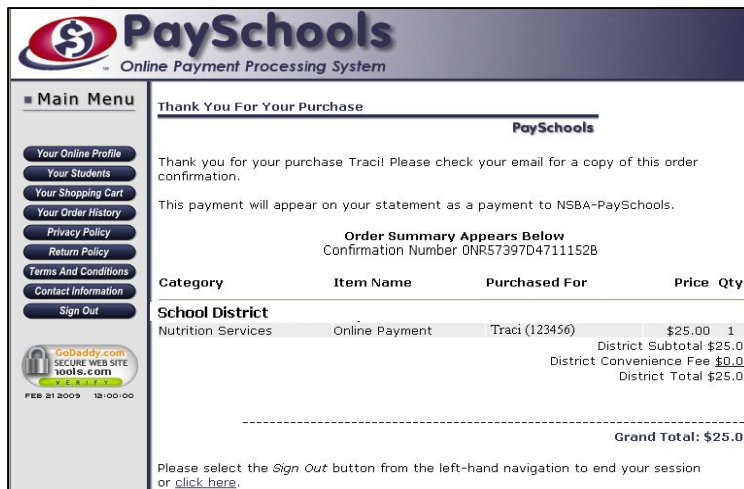 PaySchools
Online Payment Processing System
Main Menu
Your Online Profile
Your Students
Your Shopping Cart
Your Order History
Privacy Policy
Return Policy
Terms And Conditions
Contact Information
Sign Out
GoDaddy.com
SECURE WEB SITE
hools.com
VERIFY
FEB 21 2009 12:00:00
Thank You For Your Purchase
PaySchools
Thank you for your purchase Traci! Please check your email for a copy of this order
confirmation.
This payment will appear on your statement as a payment to NSBA-PaySchools.
Order Summary Appears Below
Confirmation Number 0NR57397D4711152B
Category Item Name Purchased For Price Qty
School District
Nutrition Services Online Payment Traci (123456) $25.00 1
District Subtotal $25.0
District Convenience Fee $0.0
District Total $25.0
Grand Total: $25.0
Please select the Sign Out button from the left-hand navigation to end your session
or click here.